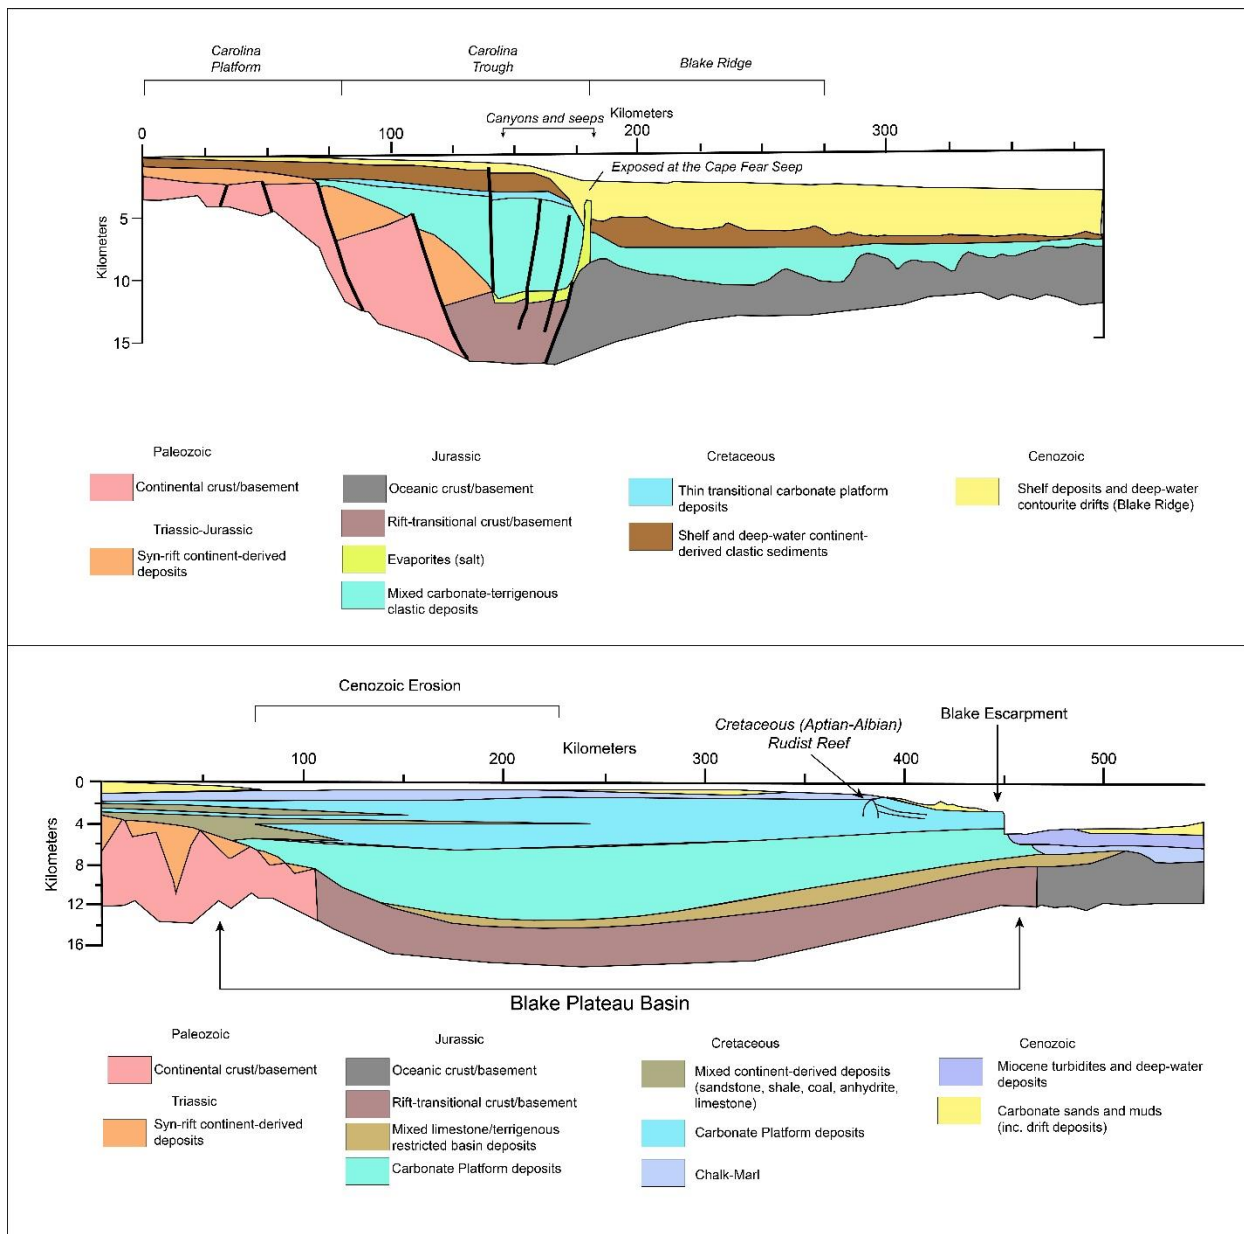 Carolina
Platform
Carolina
Trough
Blake Ridge
Canyons and seeps
Kilometers
0
100
200
300
Exposed at the Cape Fear Seep
Kilometers
5
10
15
Paleozoic
Continental crust/basement
Triassic-Jurassic
Syn-rift continent-derived
deposits
Jurassic
Oceanic crust/basement
Rift-transitional crust/basement
Evaporites (salt)
Mixed carbonate-terrigenous
clastic deposits
Cretaceous
Thin transitional carbonate platform
deposits
Shelf and deep-water continent-
derived clastic sediments
Cenozoic
Shelf deposits and deep-water
contourite drifts (Blake Ridge)
Cenozoic Erosion
Cretaceous (Aptian-Albian)
Rudist Reef
Blake Escarpment
Kilometers
100
200
300
400
500
Kilometers
0
4
8
12
16
Blake Plateau Basin
Paleozoic
Continental crust/basement
Triassic
Syn-rift continent-derived
deposits
Jurassic
Oceanic crust/basement
Rift-transitional crust/basement
Mixed limestone/terrigenous
restricted basin deposits
Carbonate Platform deposits
Cretaceous
Mixed continent-derived deposits
(sandstone, shale, coal, anhydrite,
limestone)
Carbonate Platform deposits
Chalk-Marl
Cenozoic
Miocene turbidites and deep-water
deposits
Carbonate sands and muds
(inc. drift deposits)